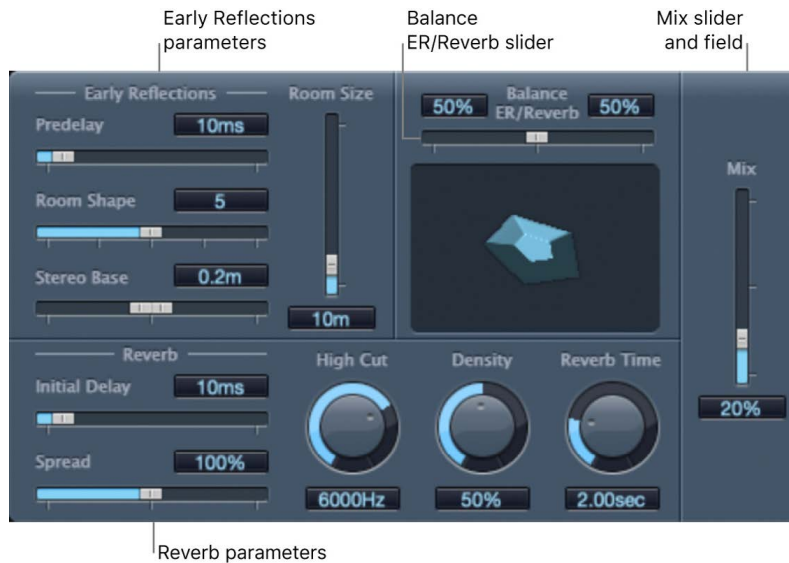 Early Reflections
parameters
Balance
ER/Reverb slider
Mix slider
and field
Early Reflections
Room Size
Predelay
10ms
Room Shape
5
Stereo Base
0.2m
10m
50%
Balance
ER/Reverb
50%
Mix
20%
Reverb
Initial Delay
10ms
Spread
100%
High Cut
Density
Reverb Time
6000Hz
50%
2.00sec
Reverb parameters